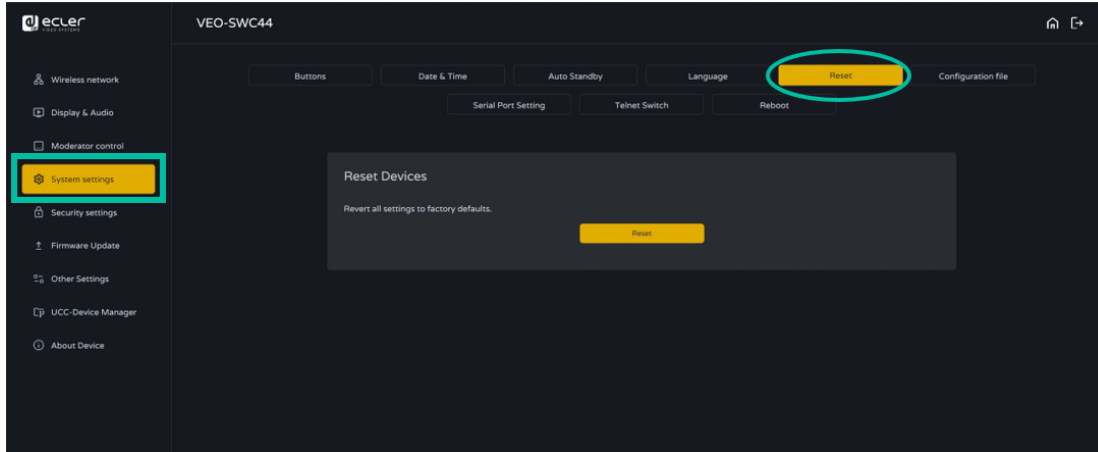 ecler
VIDEO SYSTEMS
VEO-SWC44
Wireless network
Display & Audio
Moderator control
System settings
Security settings
Firmware Update
Other Settings
UCC-Device Manager
About Device
Buttons
Date & Time
Auto Standby
Language
Reset
Configuration file
Serial Port Setting
Telnet Switch
Reboot
Reset Devices
Revert all settings to factory defaults.
Reset